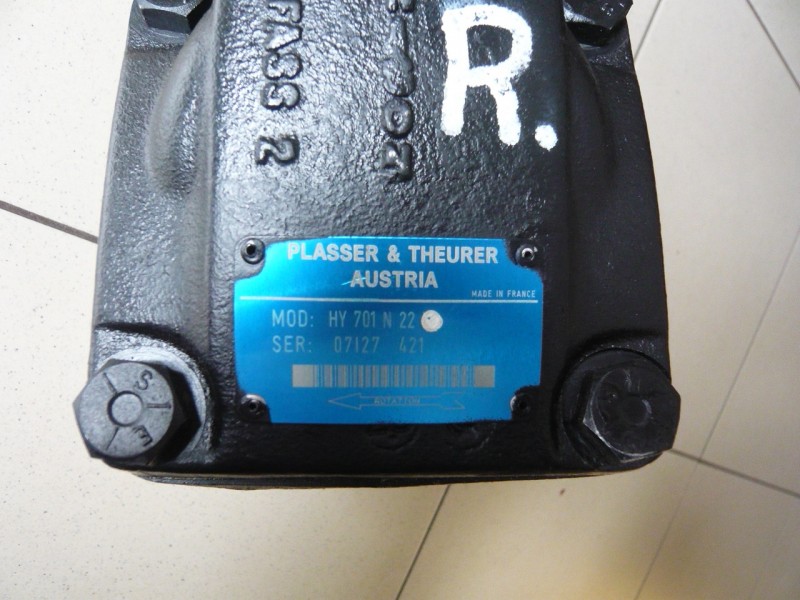 R.
PLASSER & THEURER
AUSTRIA
MADE IN FRANCE
MOD: HY 701 N 22
SER: 07127 421
ROTATION